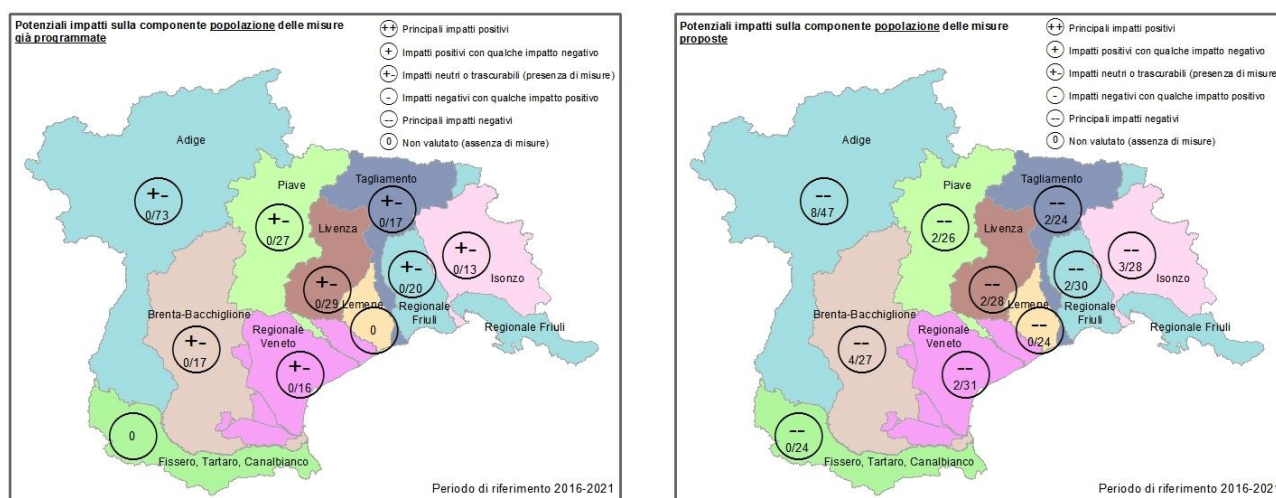 Potenziali impatti sulla componente popolazione delle misure
già programmate
++ Principali impatti positivi
+ Impatti positivi con qualche impatto negativo
+- Impatti neutri o trascurabili (presenza di misure)
- Impatti negativi con qualche impatto positivo
-- Principali impatti negativi
0 Non valutato (assenza di misure)
Adige
+-
0/73
Piave
+-
0/27
Tagliamento
+-
0/17
Livenza
+-
0/29
+-
0/13
Isonzo
+-
0/20
Regionale
Friuli
Lemene
0
Regionale Friuli
Brenta-Bacchiglione
+-
0/17
Regionale
Veneto
+-
0/16
0
Fissero, Tartaro, Canalbianco
Periodo di riferimento 2016-2021
Potenziali impatti sulla componente popolazione delle misure
proposte
++ Principali impatti positivi
+ Impatti positivi con qualche impatto negativo
+- Impatti neutri o trascurabili (presenza di misure)
- Impatti negativi con qualche impatto positivo
-- Principali impatti negativi
0 Non valutato (assenza di misure)
Adige
--
8/47
Piave
--
2/26
Tagliamento
--
2/24
Livenza
--
2/28
--
3/28
Isonzo
--
2/30
Regionale
Friuli
Lemene
--
0/24
Regionale Friuli
Brenta-Bacchiglione
--
4/27
Regionale
Veneto
--
2/31
--
0/24
Fissero, Tartaro, Canalbianco
Periodo di riferimento 2016-2021